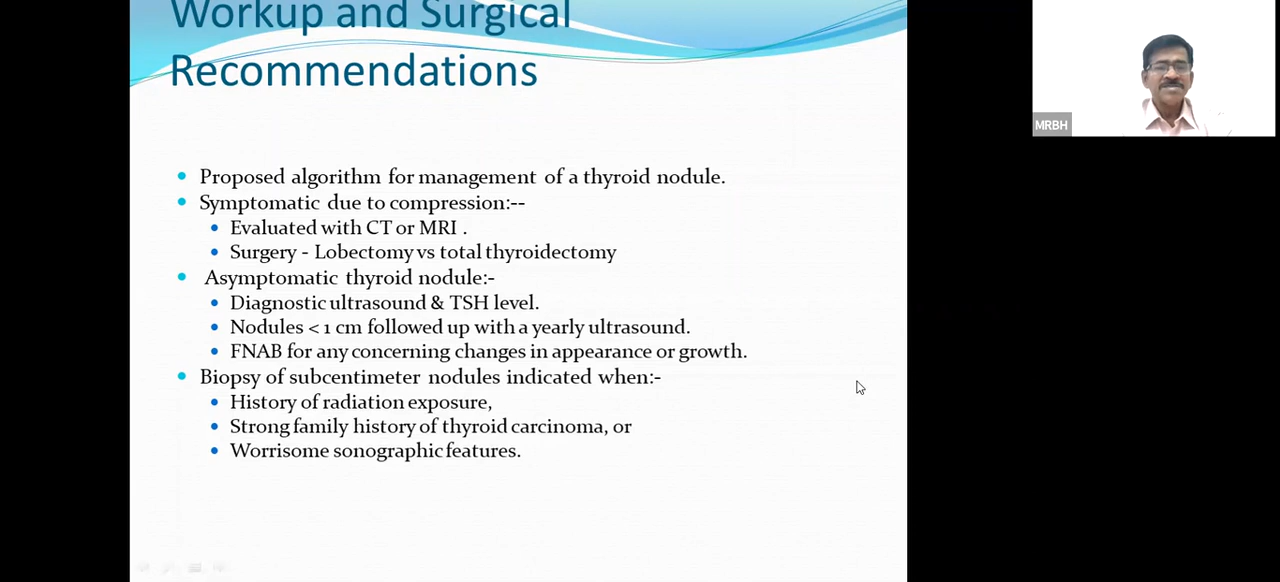 Workup and Surgical
Recommendations
MRBH
• Proposed algorithm for management of a thyroid nodule.
• Symptomatic due to compression:--
• Evaluated with CT or MRI .
• Surgery - Lobectomy vs total thyroidectomy
• Asymptomatic thyroid nodule:-
• Diagnostic ultrasound & TSH level.
• Nodules < 1 cm followed up with a yearly ultrasound.
• FNAB for any concerning changes in appearance or growth.
• Biopsy of subcentimeter nodules indicated when:-
• History of radiation exposure,
• Strong family history of thyroid carcinoma, or
• Worrisome sonographic features.